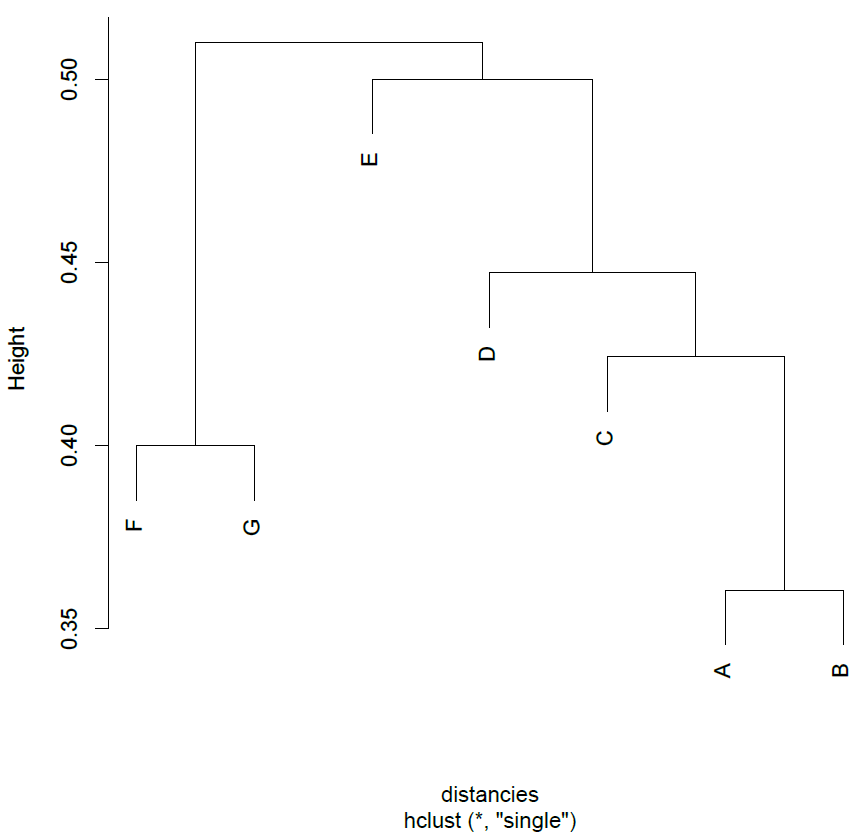 0.50
0.45
0.40
0.35
Height
E
D
C
F
G
A
B
distancies
hclust (*, "single")